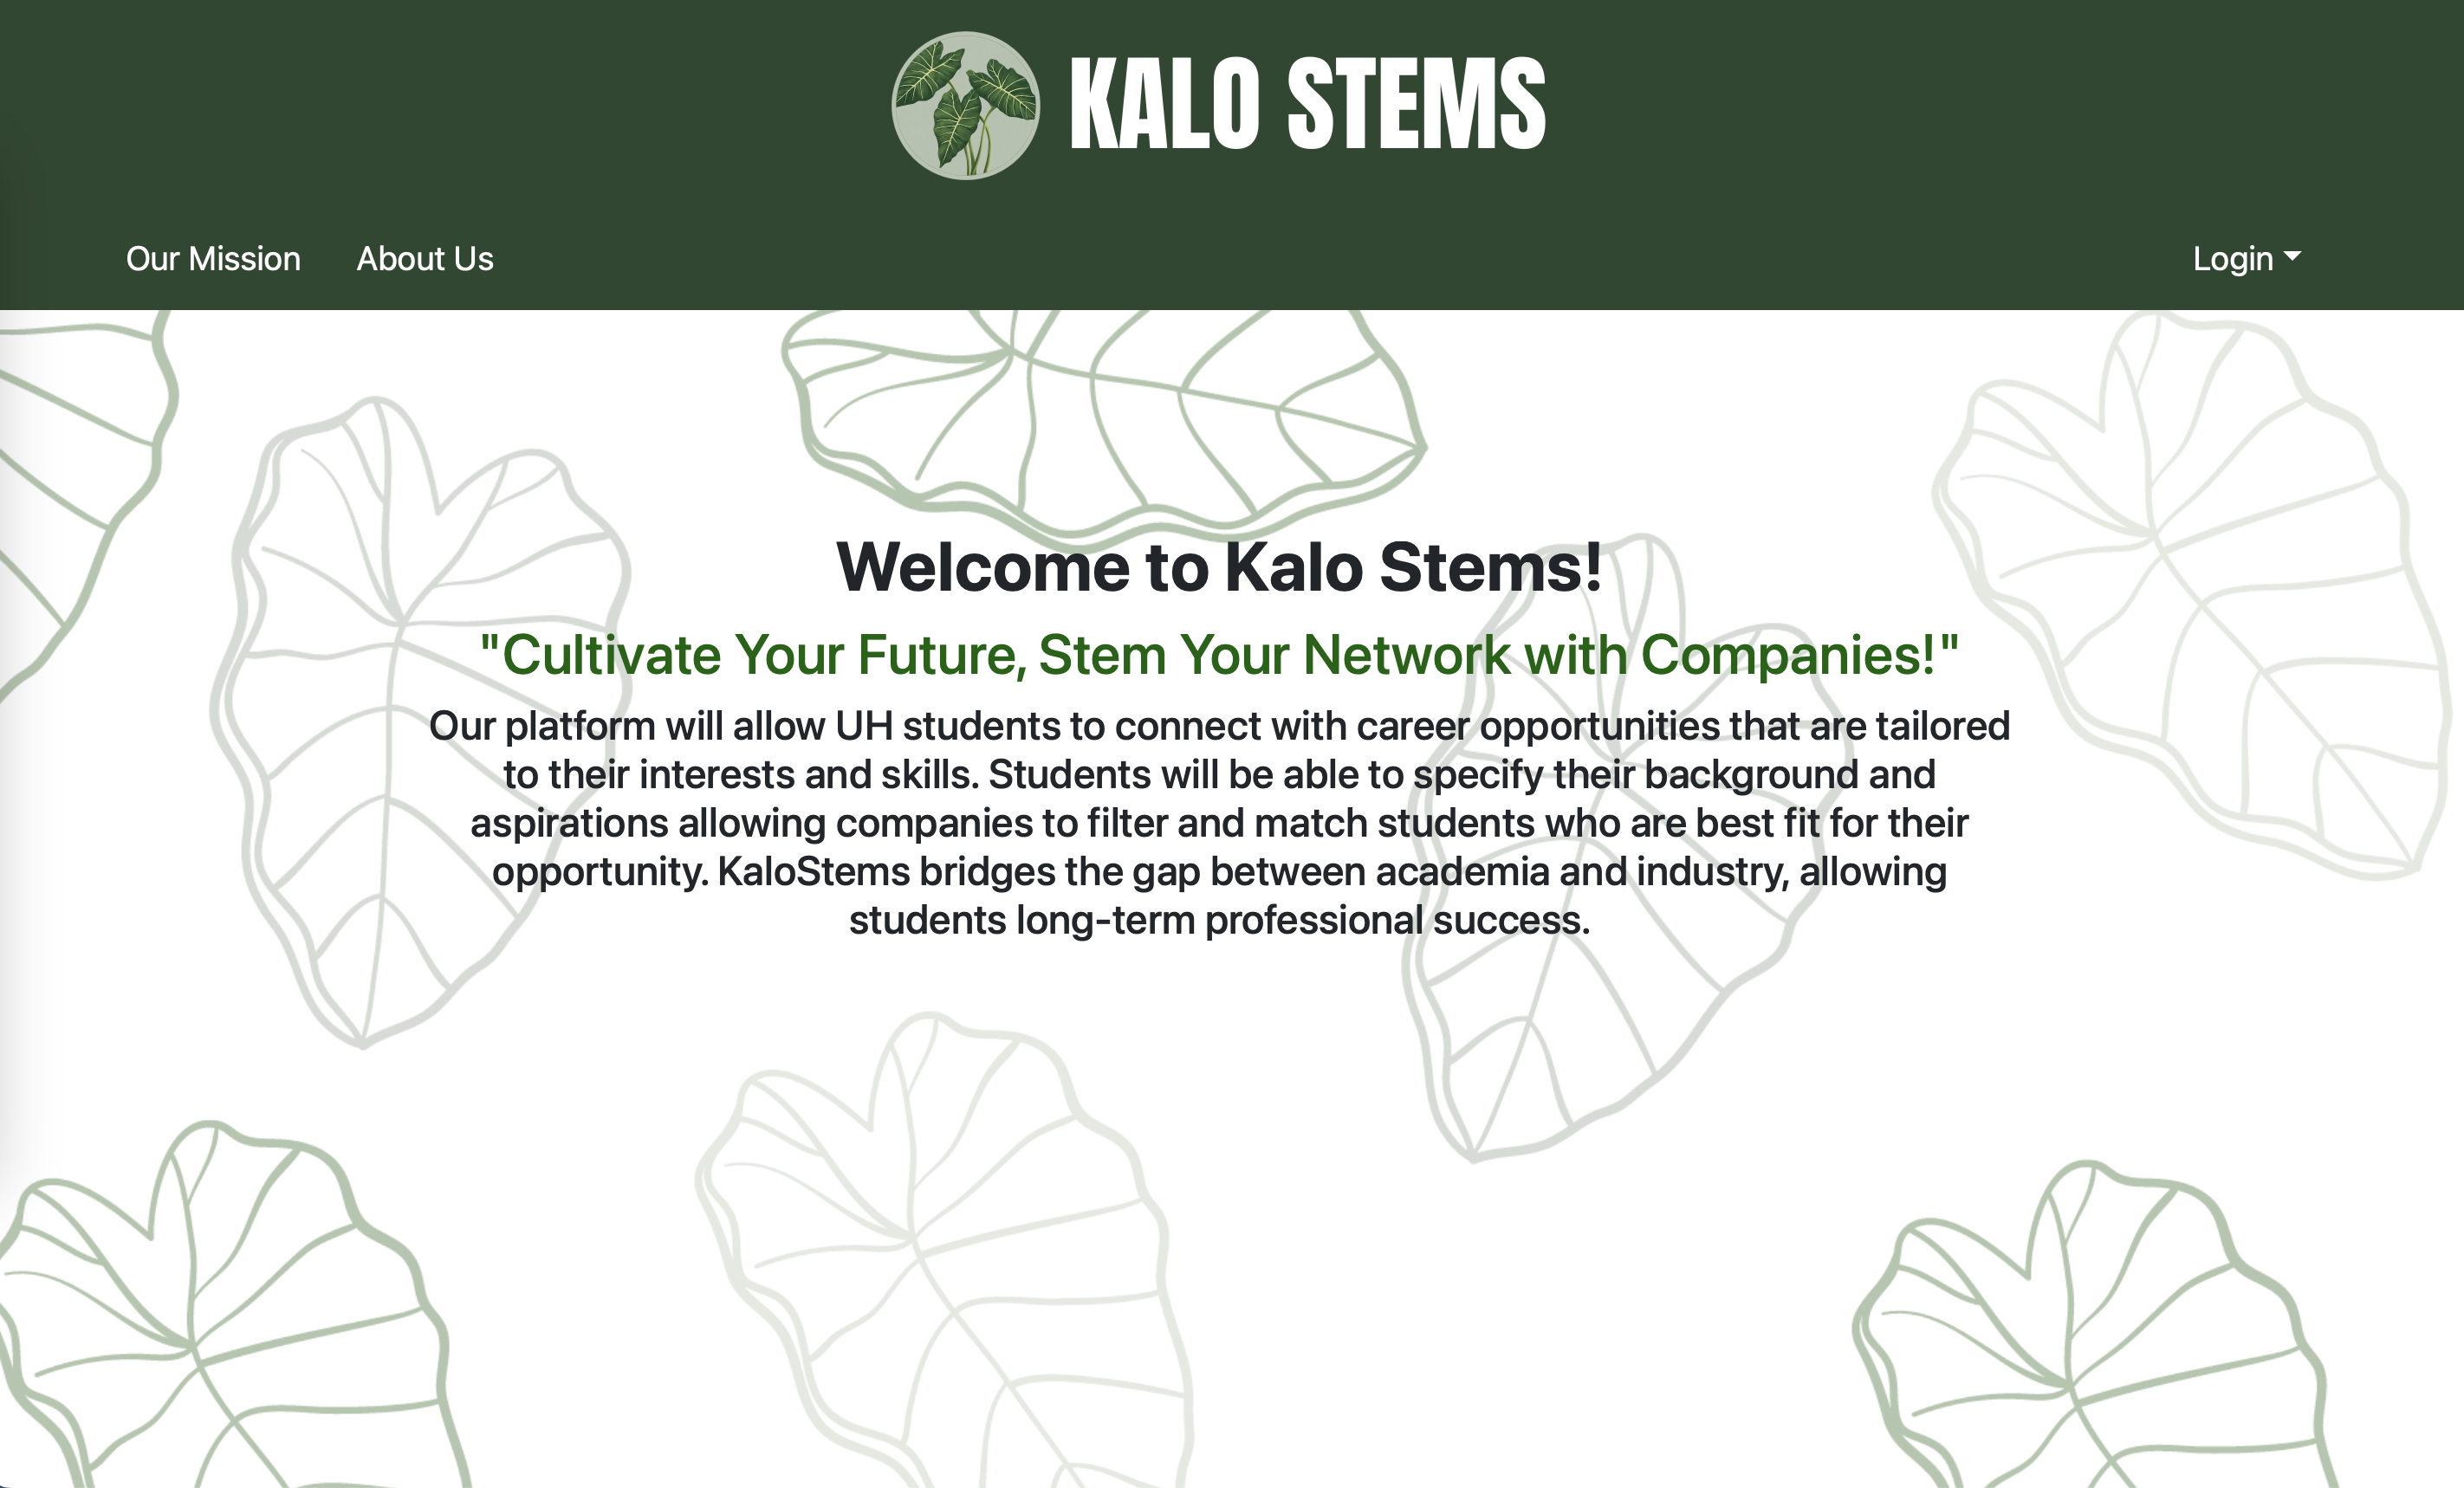 KALO STEMS
Our Mission
About Us
Login
Welcome to Kalo Stems!
"Cultivate Your Future, Stem Your Network with Companies!"
Our platform will allow UH students to connect with career opportunities that are tailored
to their interests and skills. Students will be able to specify their background and
aspirations allowing companies to filter and match students who are best fit for their
opportunity. KaloStems bridges the gap between academia and industry, allowing
students long-term professional success.